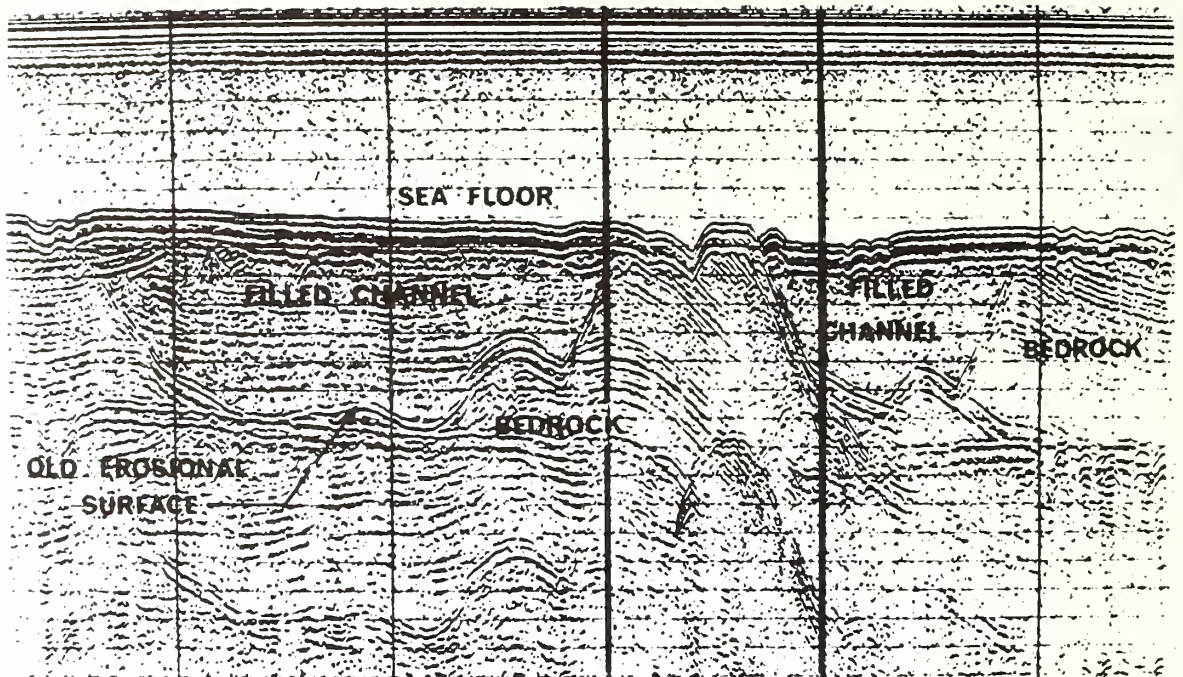 SEA FLOOR
FILLED CHANNEL
FILLED
CHANNEL
BEDROCK
BEDROCK
OLD EROSIONAL
SURFACE